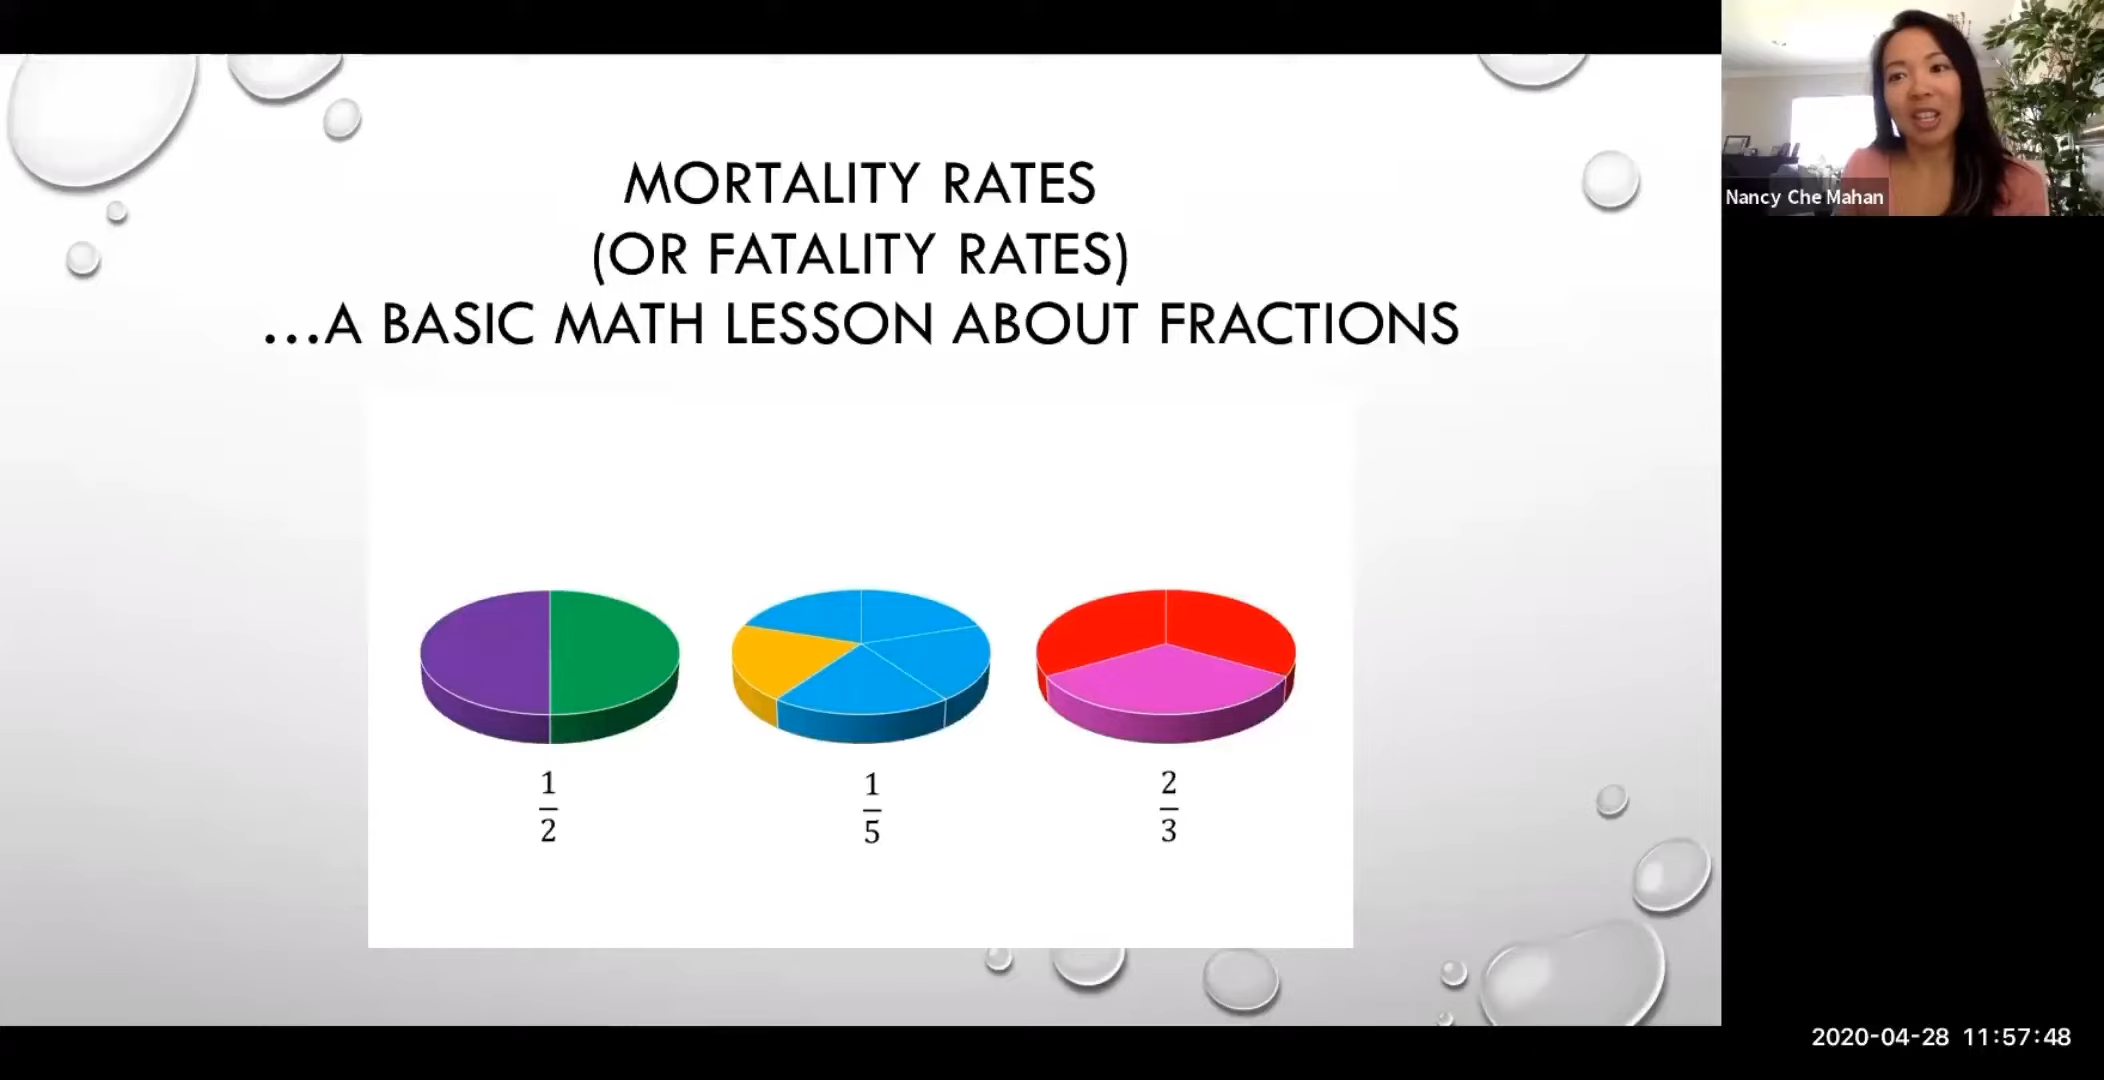 MORTALITY RATES
(OR FATALITY RATES)
...A BASIC MATH LESSON ABOUT FRACTIONS
Nancy Che Mahan
1/2
1/5
2/3
2020-04-28 11:57:48